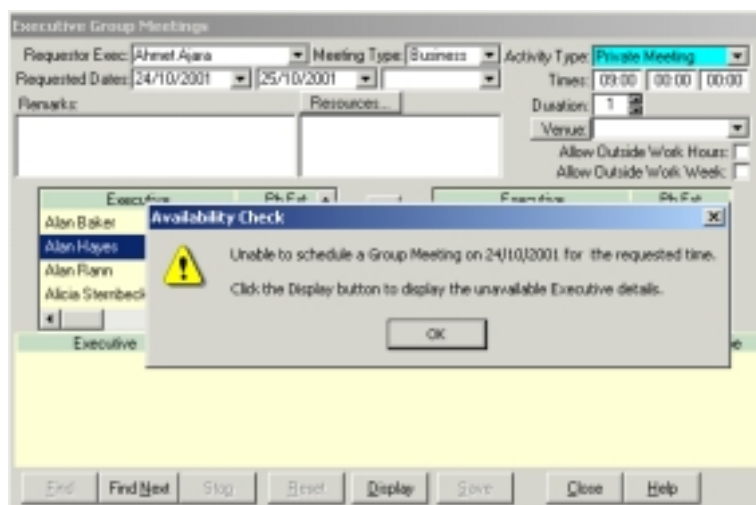 Executive Group Meetings
Requestor Exec: Ahmet Ajara Meeting Type: Business Activity Type: Private Meeting
Requested Dates: 24/10/2001 25/10/2001 Times: 09:00 00:00 00:00
Remarks: Resources... Duration: 1
Venue:
Allow Outside Work Hours:
Allow Outside Work Week:
Executive Ph Ext Executive Ph Ext
Alan Baker
Alan Hayes
Alan Rann
Alicia Sternbeck
Availability Check
Unable to schedule a Group Meeting on 24/10/2001 for the requested time.
Click the Display button to display the unavailable Executive details.
OK
Executive
Find Find Next Stop Reset Display Save Close Help